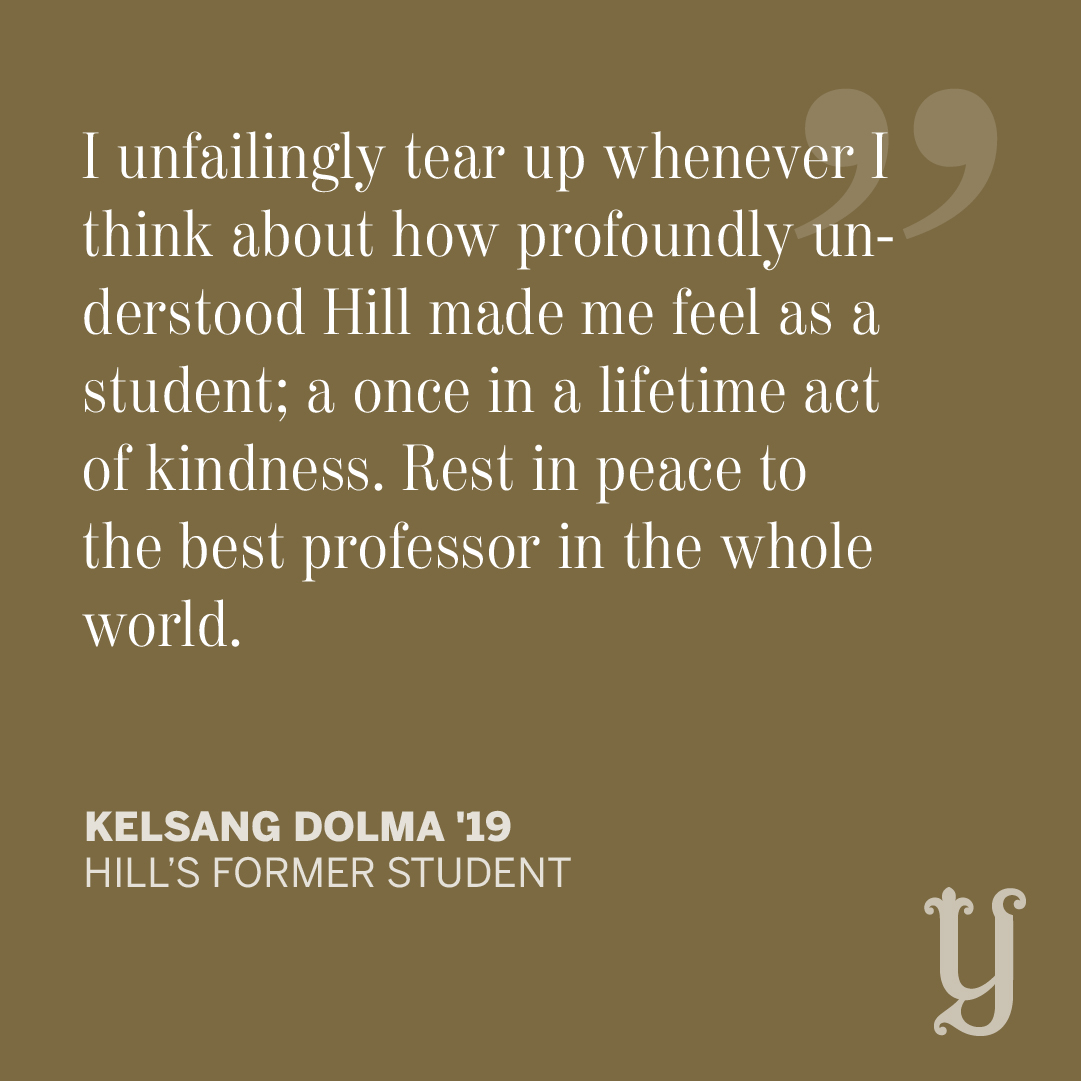 ”
I unfailingly tear up whenever I
think about how profoundly un-
derstood Hill made me feel as a
student; a once in a lifetime act
of kindness. Rest in peace to
the best professor in the whole
world.
KELSANG DOLMA '19
HILL’S FORMER STUDENT
Y